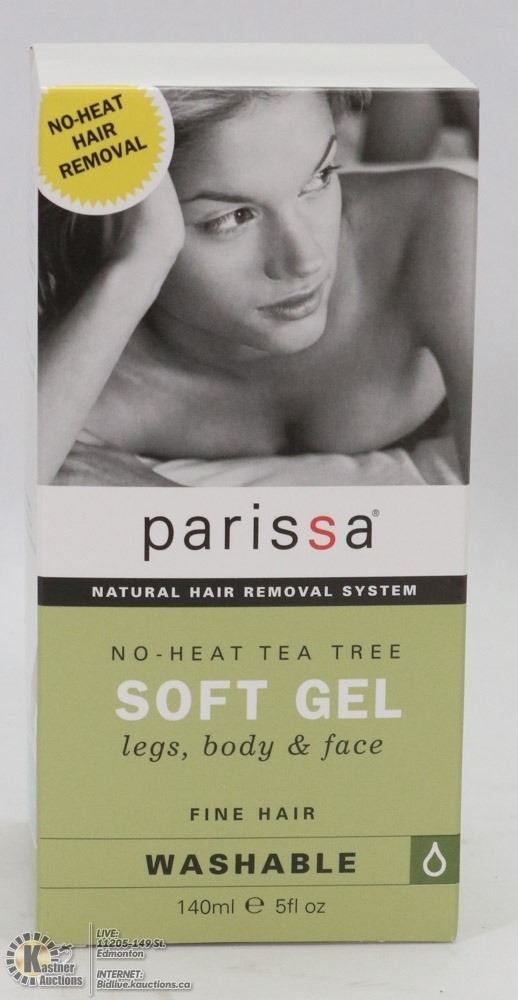 NO-HEAT
HAIR
REMOVAL
parissa®
NATURAL HAIR REMOVAL SYSTEM
NO-HEAT TEA TREE
SOFT GEL
legs, body & face
FINE HAIR
WASHABLE
140ml ℮ 5fl oz
Kastner
Auctions
LIVE:
11205-149 St.
Edmonton
INTERNET:
Bidlive.kauctions.ca